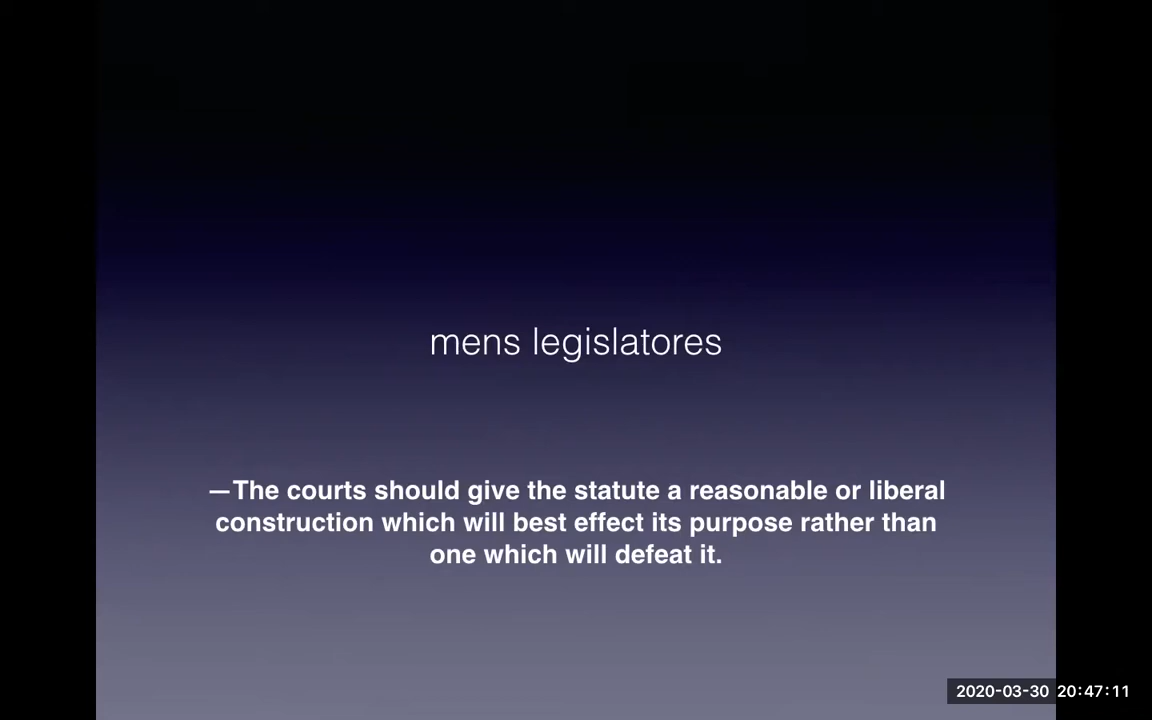 mens legislatores
—The courts should give the statute a reasonable or liberal
construction which will best effect its purpose rather than
one which will defeat it.
2020-03-30 20:47:11